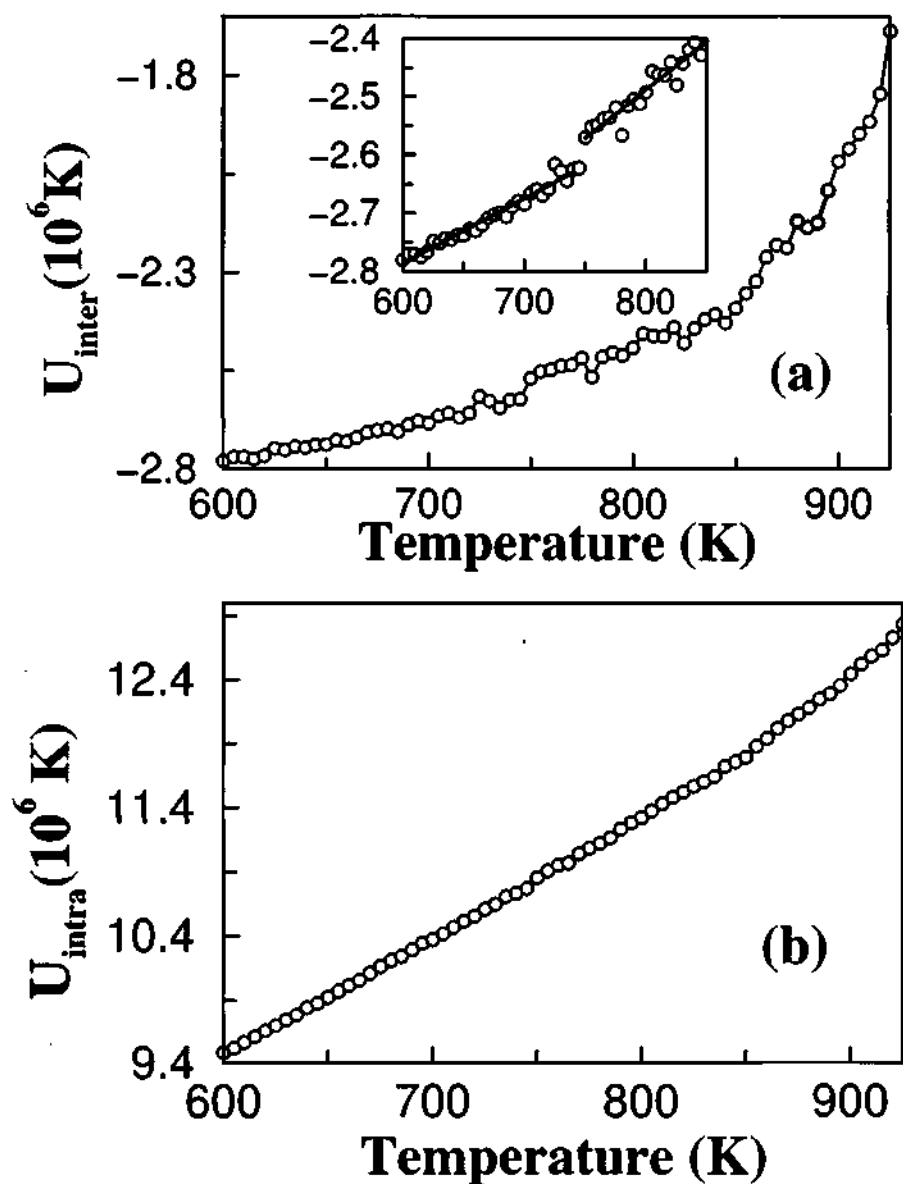 −2.4
−2.5
−2.6
−2.7
−2.8
600 700 800
−1.8
−2.3
−2.8
U_inter (10^6 K)
(a)
600 700 800 900
Temperature (K)
12.4
11.4
10.4
9.4
U_intra (10^6 K)
(b)
600 700 800 900
Temperature (K)